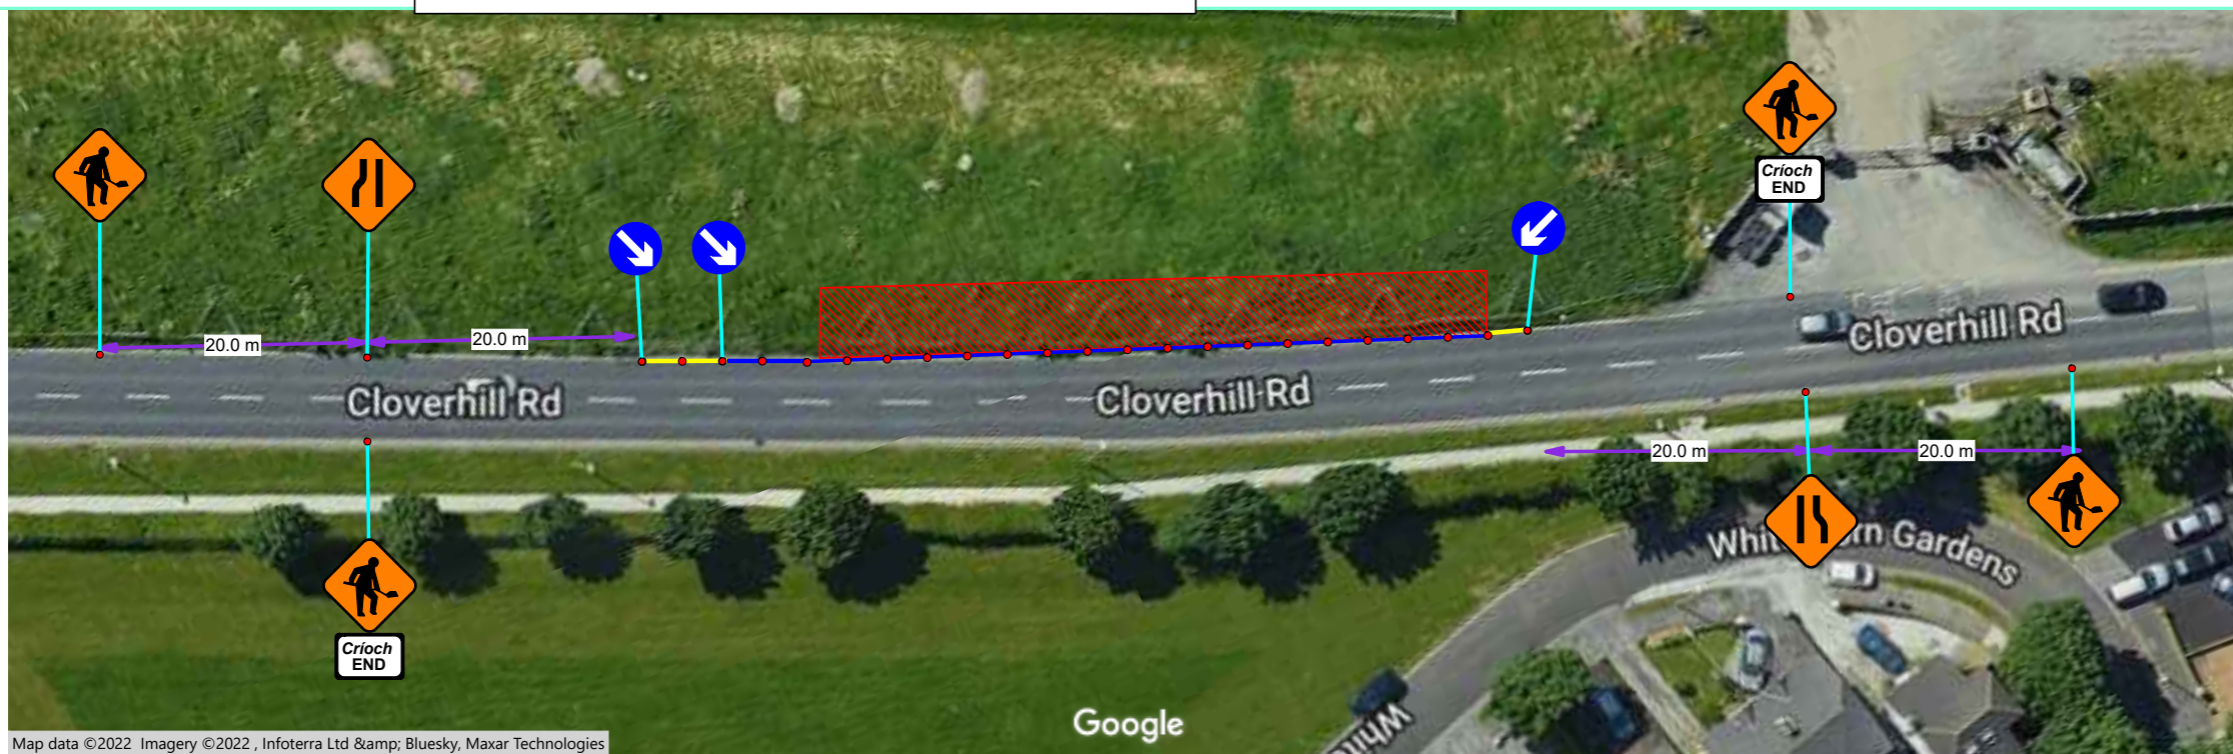 Críoch
END
20.0 m
20.0 m
Cloverhill Rd
Cloverhill Rd
Cloverhill Rd
20.0 m
20.0 m
Gardens
Críoch
END
Google
Map data ©2022 Imagery ©2022 , Infoterra Ltd &amp; Bluesky, Maxar Technologies